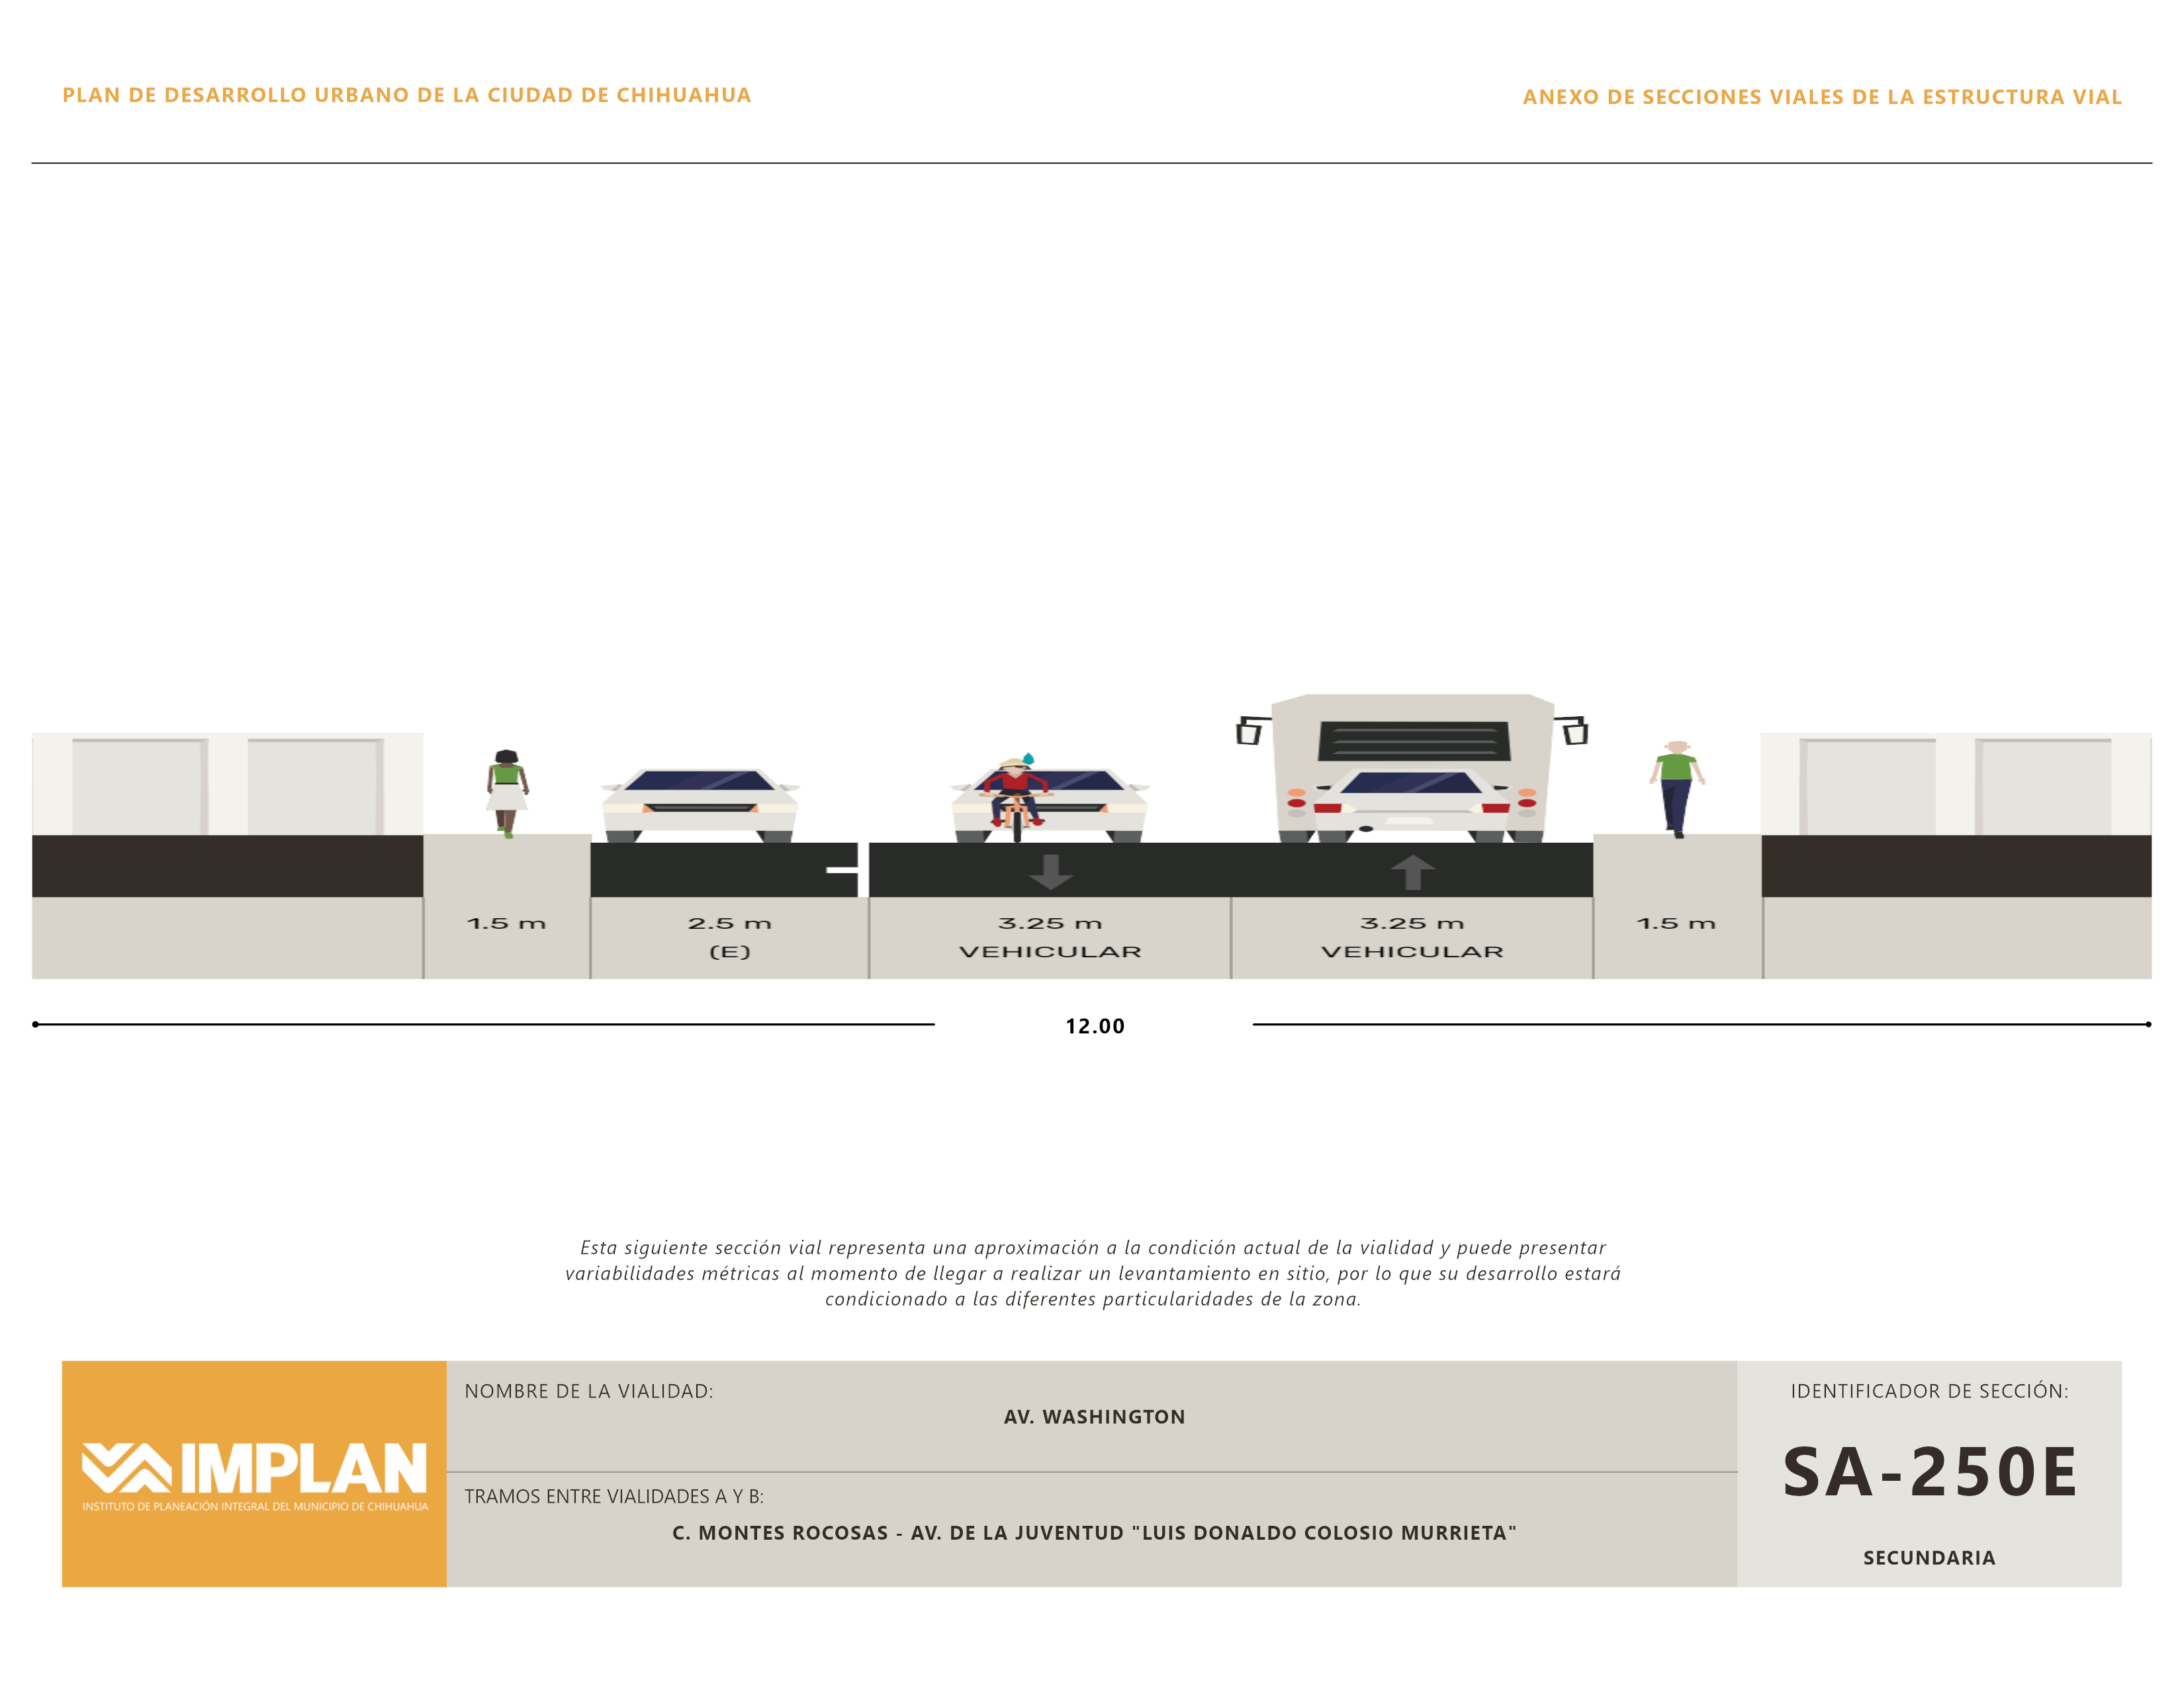 PLAN DE DESARROLLO URBANO DE LA CIUDAD DE CHIHUAHUA
ANEXO DE SECCIONES VIALES DE LA ESTRUCTURA VIAL
1.5 m
2.5 m
(E)
3.25 m
VEHICULAR
3.25 m
VEHICULAR
1.5 m
12.00
Esta siguiente sección vial representa una aproximación a la condición actual de la vialidad y puede presentar
variabilidades métricas al momento de llegar a realizar un levantamiento en sitio, por lo que su desarrollo estará
condicionado a las diferentes particularidades de la zona.
IMPLAN
INSTITUTO DE PLANEACIÓN INTEGRAL DEL MUNICIPIO DE CHIHUAHUA
NOMBRE DE LA VIALIDAD:
AV. WASHINGTON
TRAMOS ENTRE VIALIDADES A Y B:
C. MONTES ROCOSAS - AV. DE LA JUVENTUD "LUIS DONALDO COLOSIO MURRIETA"
IDENTIFICADOR DE SECCIÓN:
SA-250E
SECUNDARIA